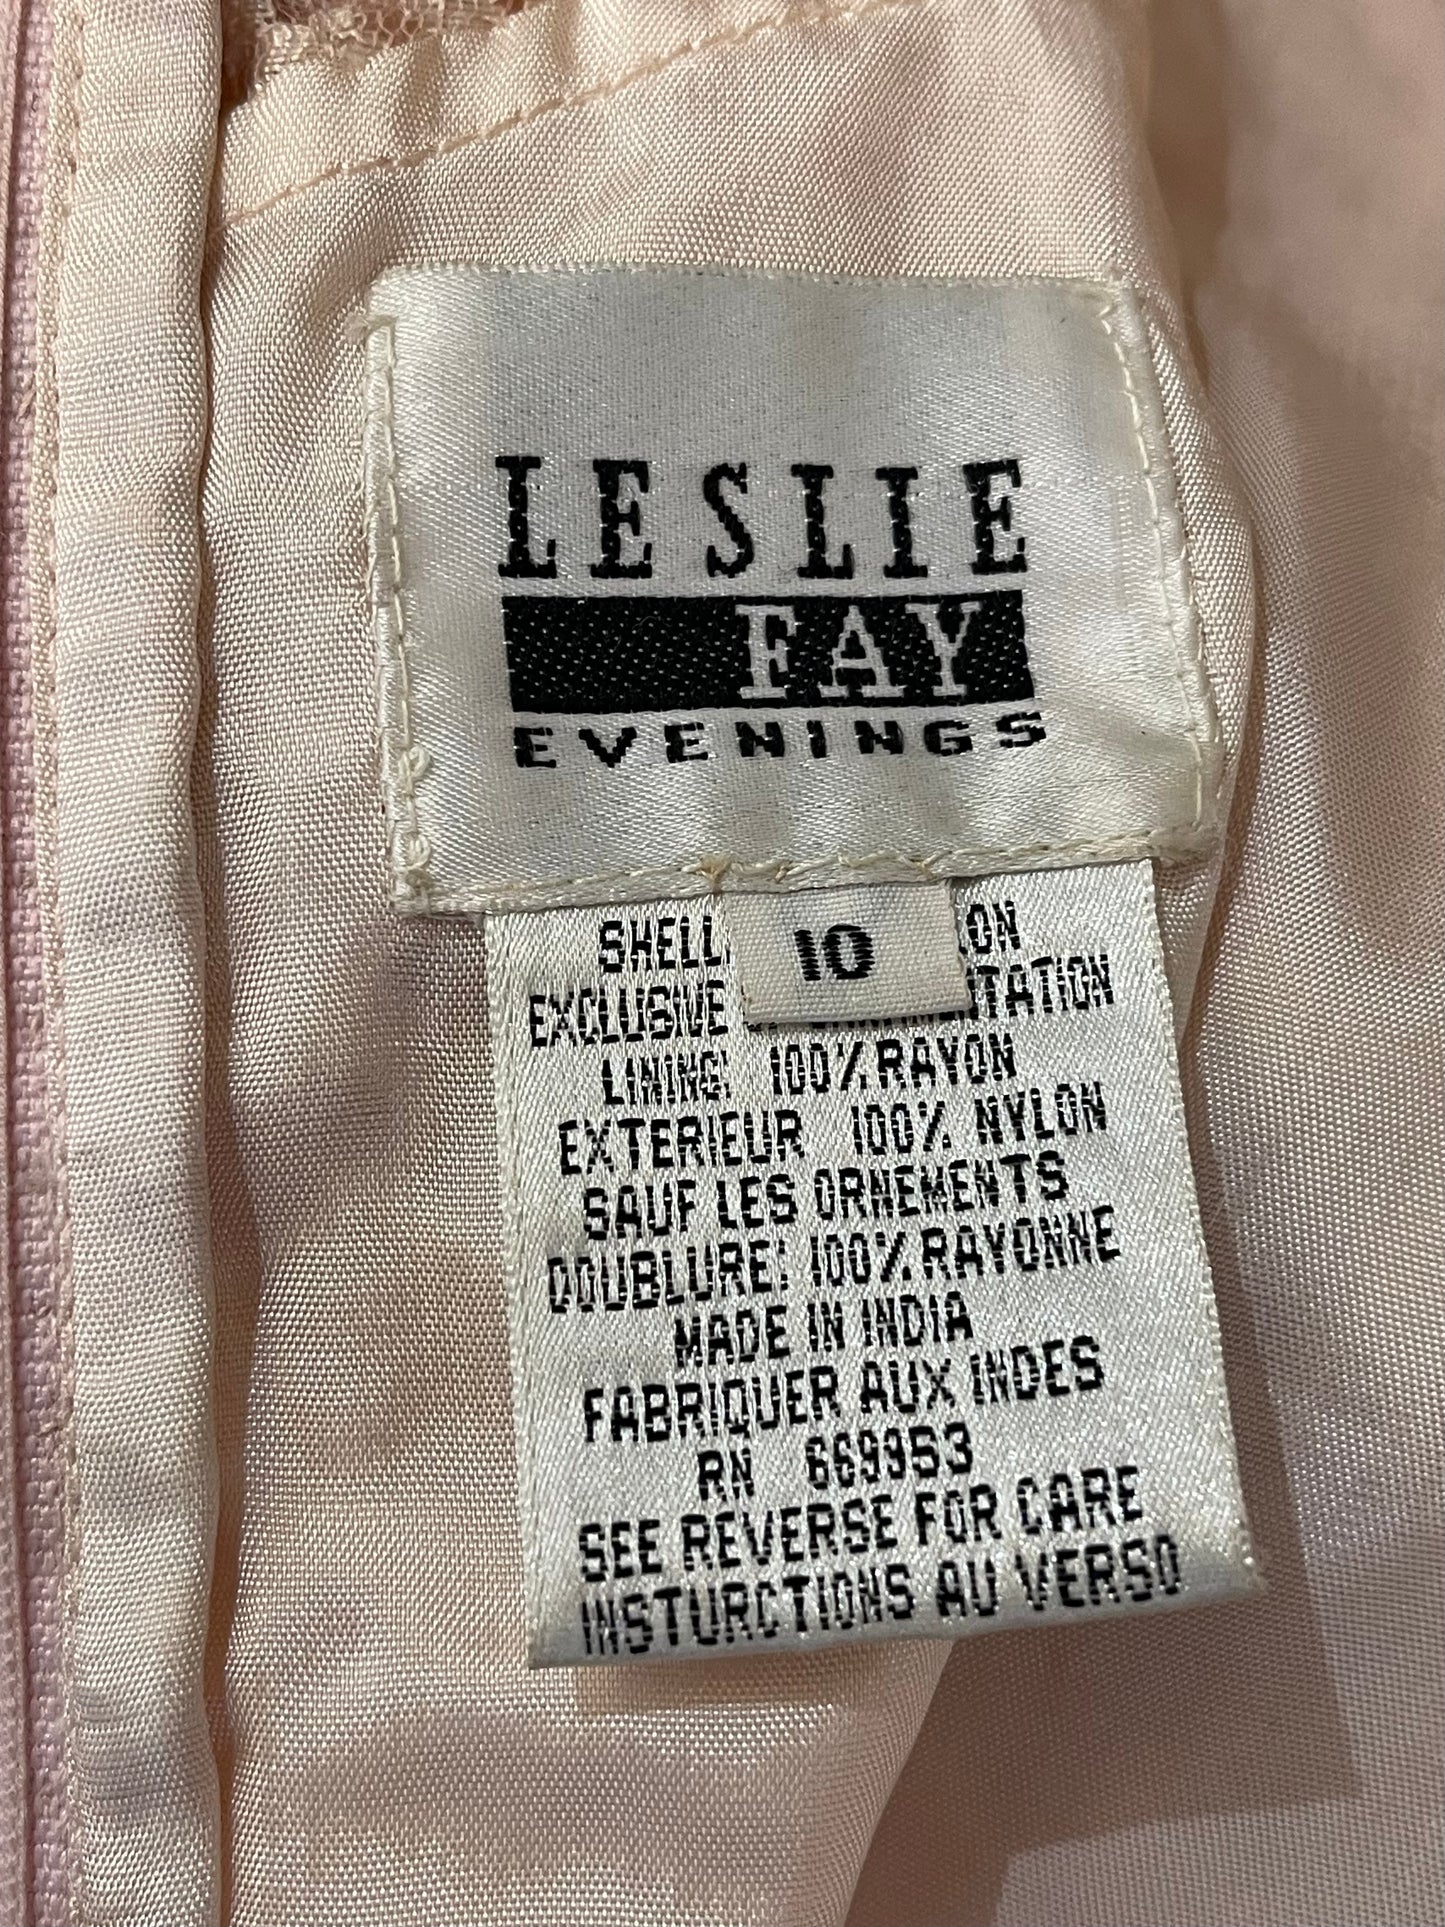 LESLIE
FAY
EVENINGS
10
SHELL
EXCLUSIVE
LINING: 100% RAYON
EXTERIEUR 100% NYLON
SAUF LES ORNEMENTS
DOUBLURE: 100% RAYONNE
MADE IN INDIA
FABRIQUER AUX INDES
RN 669953
SEE REVERSE FOR CARE
INSTURCTIONS AU VERSO